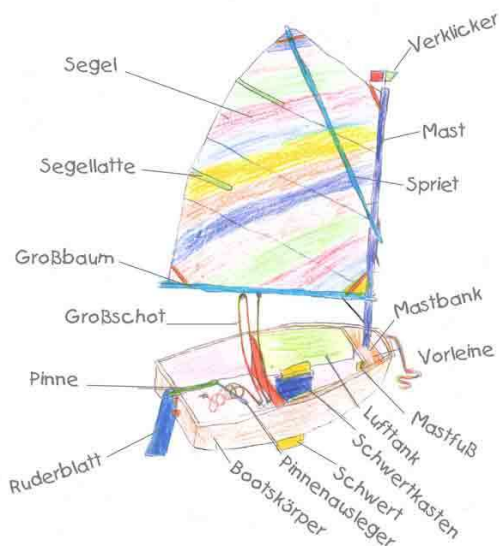 Verklicker
Segel
Mast
Segellatte
Spriet
Großbaum
Großschot
Mastbank
Vorleine
Pinne
Mastfuß
Lufttank
Schwertkasten
Schwert
Pinnenausleger
Bootskörper
Ruderblatt